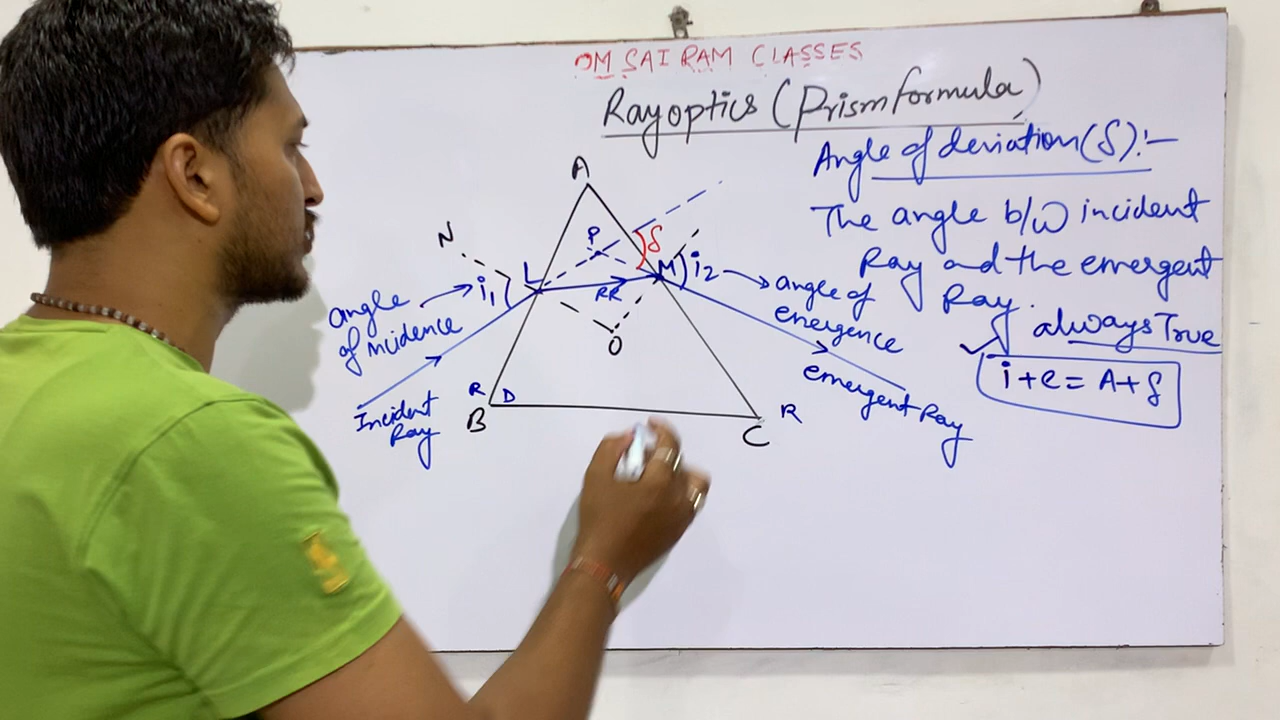 OM SAI RAM CLASSES
Ray optics (Prism formula)
Angle of deviation (δ):-
The angle b/w incident
Ray and the emergent
Ray.
always True
i + e = A + δ
A
N
P
δ
L
M
i₁
i₂
RR
O
angle
of incidence
angle of
emergence
Incident
Ray
emergent Ray
R
D
B
C
R